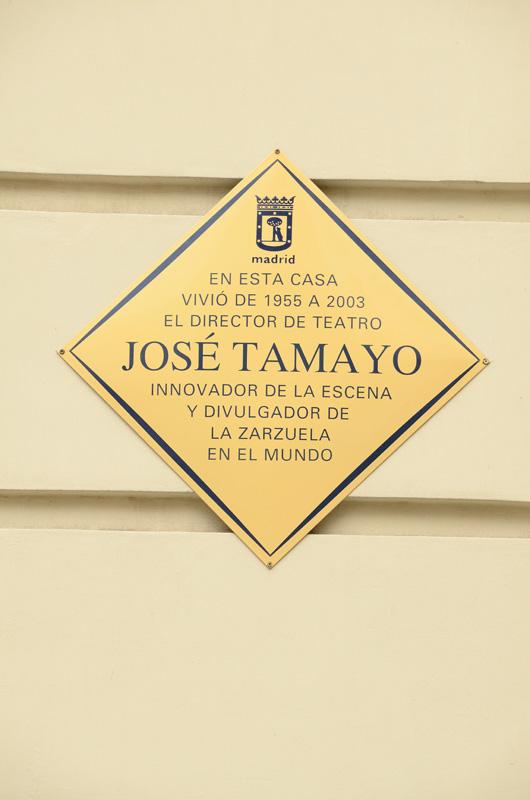 madrid
EN ESTA CASA
VIVIÓ DE 1955 A 2003
EL DIRECTOR DE TEATRO
JOSÉ TAMAYO
INNOVADOR DE LA ESCENA
Y DIVULGADOR DE
LA ZARZUELA
EN EL MUNDO